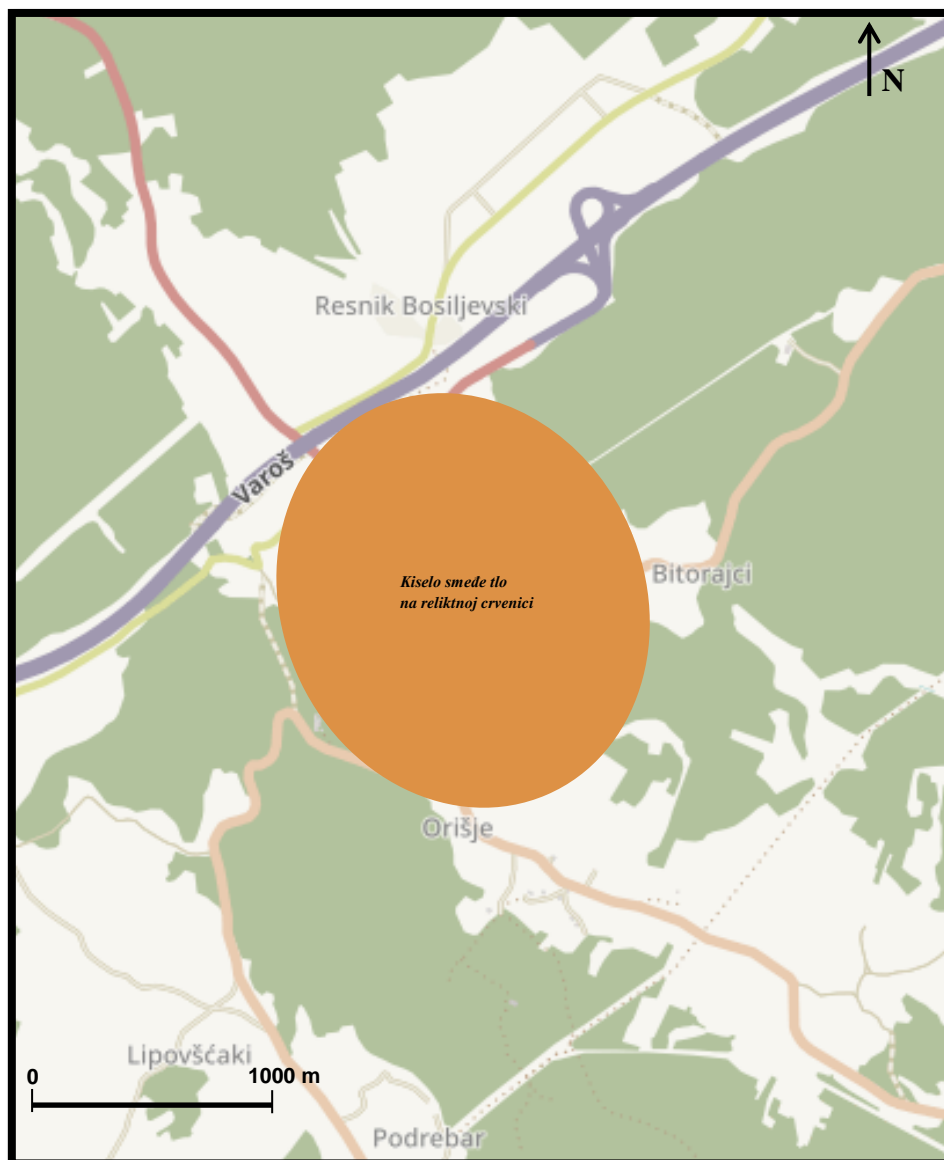 N
Resnik Bosiljevski
Varoš
Kiselo smeđe tlo
na reliktnoj crvenici
Bitorajci
Orišje
Lipovšćaki
0 1000 m
Podrebar